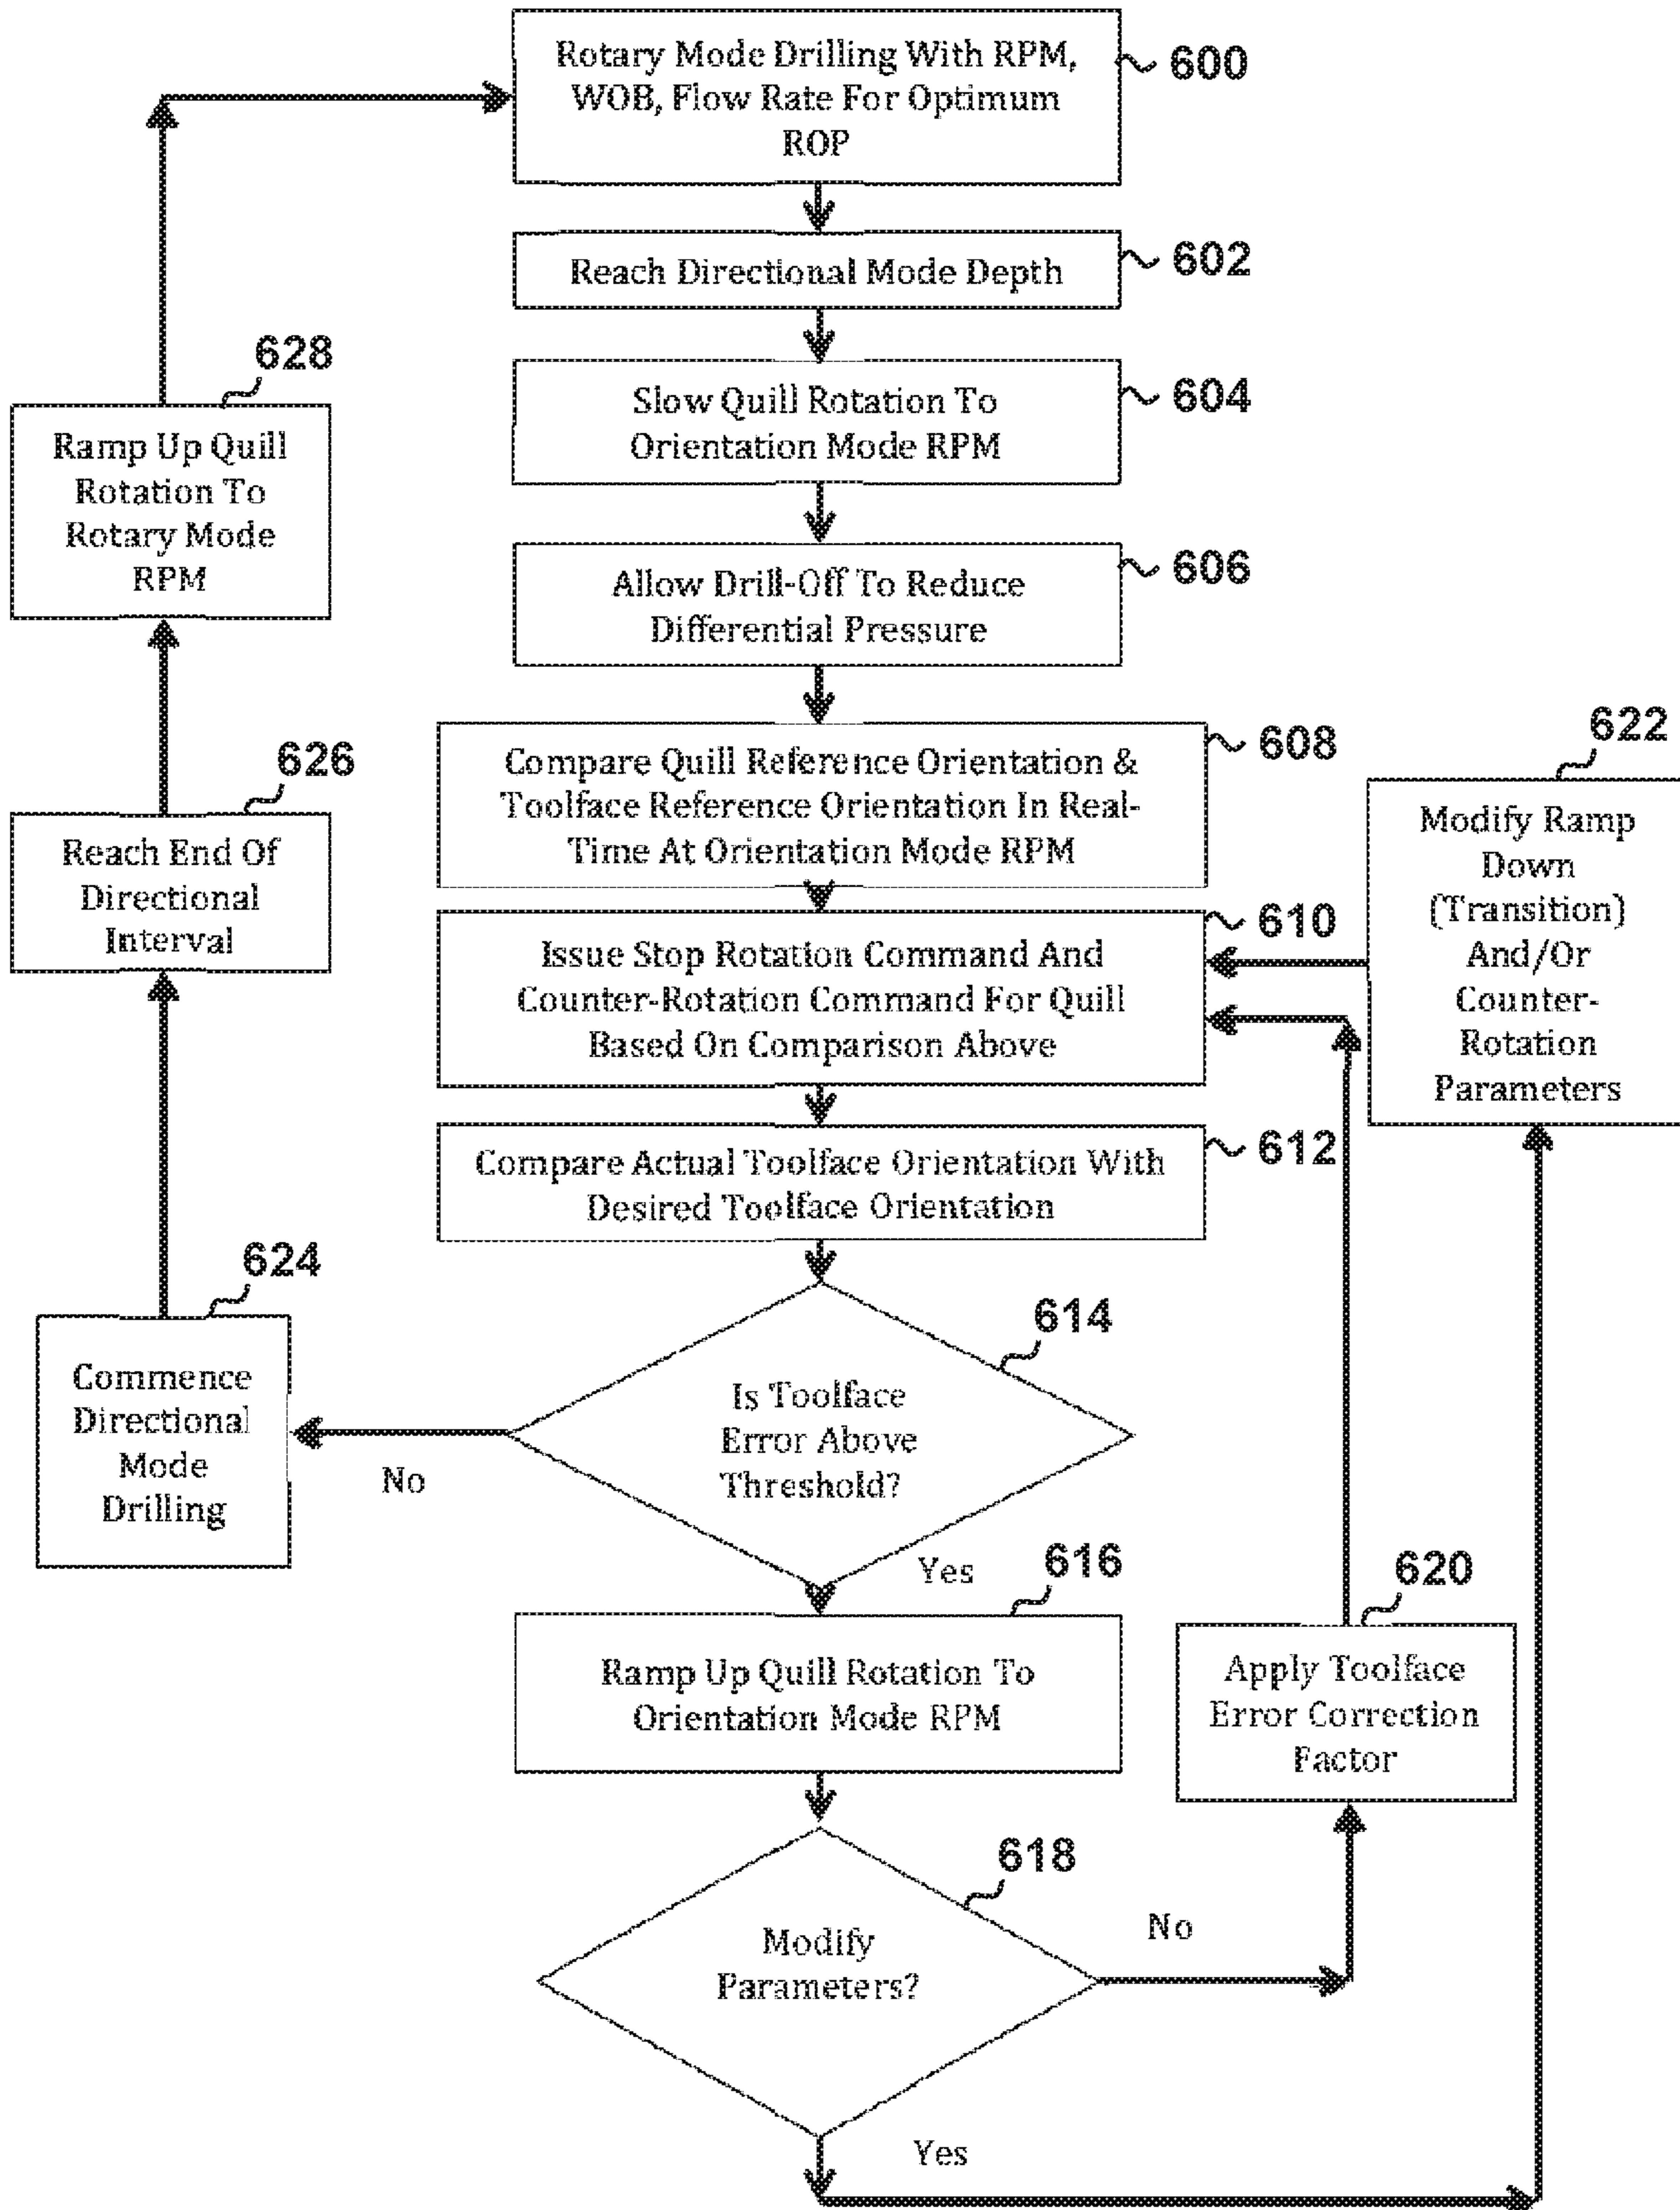 Rotary Mode Drilling With RPM,
WOB, Flow Rate For Optimum
ROP
600
Reach Directional Mode Depth
602
Slow Quill Rotation To
Orientation Mode RPM
604
Allow Drill-Off To Reduce
Differential Pressure
606
Compare Quill Reference Orientation &
Toolface Reference Orientation In Real-
Time At Orientation Mode RPM
608
Issue Stop Rotation Command And
Counter-Rotation Command For Quill
Based On Comparison Above
610
Compare Actual Toolface Orientation With
Desired Toolface Orientation
612
614
Is Toolface
Error Above
Threshold?
No
Yes
616
Ramp Up Quill Rotation To
Orientation Mode RPM
618
Modify
Parameters?
No
Yes
620
Apply Toolface
Error Correction
Factor
622
Modify Ramp
Down
(Transition)
And/Or
Counter-
Rotation
Parameters
624
Commence
Directional
Mode
Drilling
626
Reach End Of
Directional
Interval
628
Ramp Up Quill
Rotation To
Rotary Mode
RPM